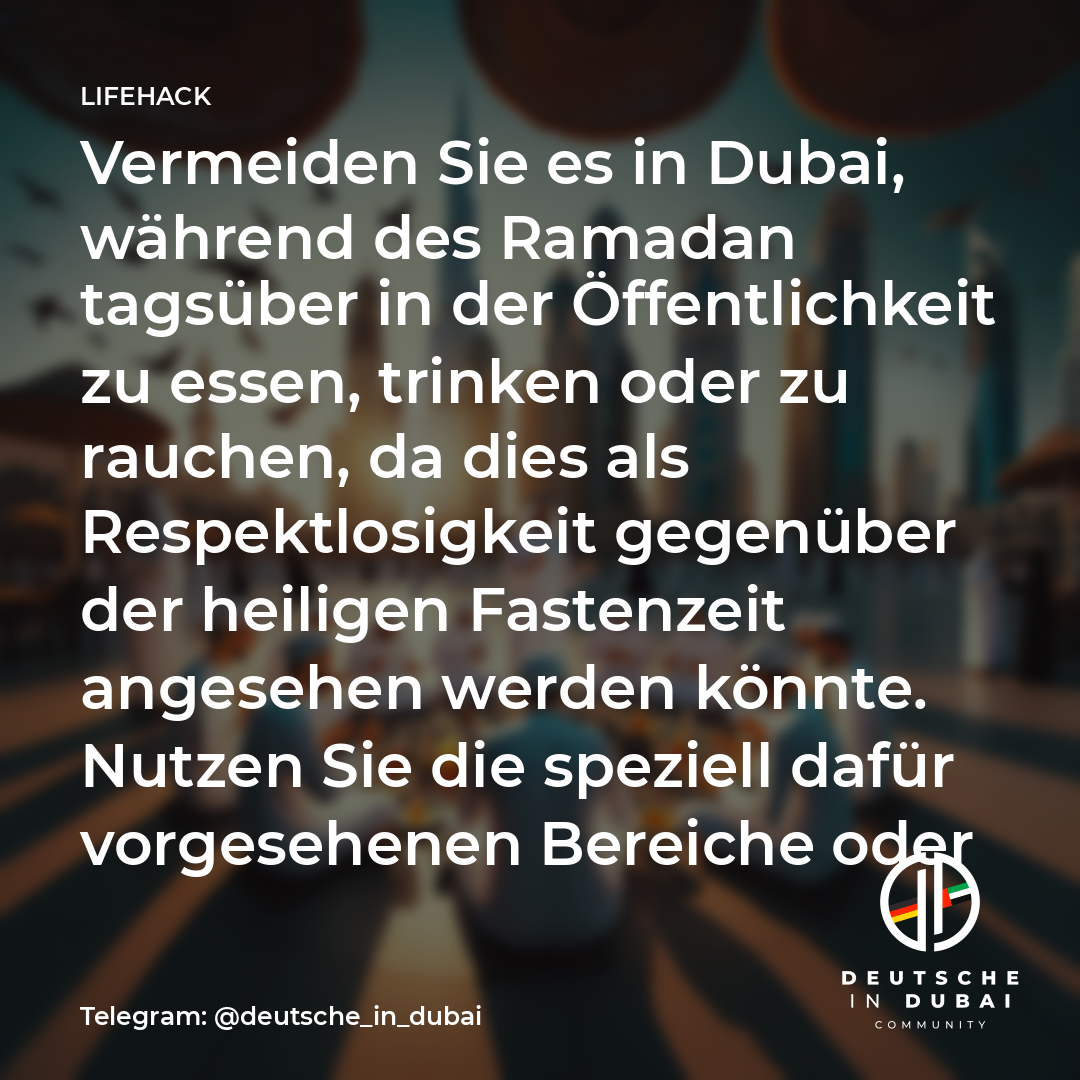 LIFEHACK
Vermeiden Sie es in Dubai,
während des Ramadan
tagsüber in der Öffentlichkeit
zu essen, trinken oder zu
rauchen, da dies als
Respektlosigkeit gegenüber
der heiligen Fastenzeit
angesehen werden könnte.
Nutzen Sie die speziell dafür
vorgesehenen Bereiche oder
DEUTSCHE
IN DUBAI
COMMUNITY
Telegram: @deutsche_in_dubai